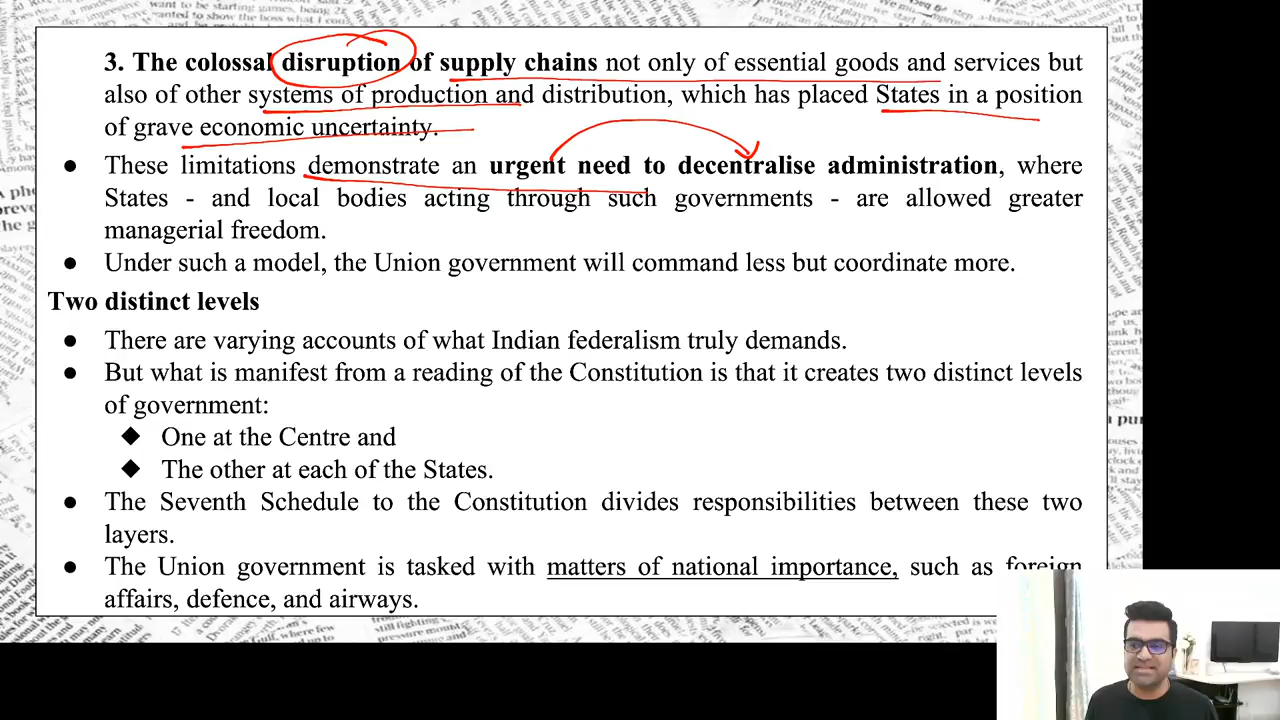 3. The colossal disruption of supply chains not only of essential goods and services but
also of other systems of production and distribution, which has placed States in a position
of grave economic uncertainty.
● These limitations demonstrate an urgent need to decentralise administration, where
States - and local bodies acting through such governments - are allowed greater
managerial freedom.
● Under such a model, the Union government will command less but coordinate more.
Two distinct levels
● There are varying accounts of what Indian federalism truly demands.
● But what is manifest from a reading of the Constitution is that it creates two distinct levels
of government:
◆ One at the Centre and
◆ The other at each of the States.
● The Seventh Schedule to the Constitution divides responsibilities between these two
layers.
● The Union government is tasked with matters of national importance, such as foreign
affairs, defence, and airways.